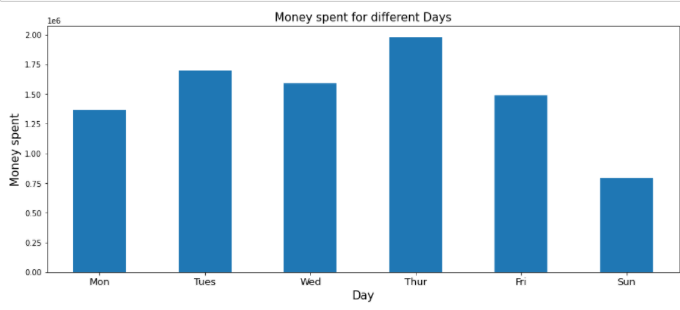 Money spent for different Days
1e6
2.00
1.75
1.50
1.25
1.00
0.75
0.50
0.25
0.00
Money spent
Mon Tues Wed Thur Fri Sun
Day